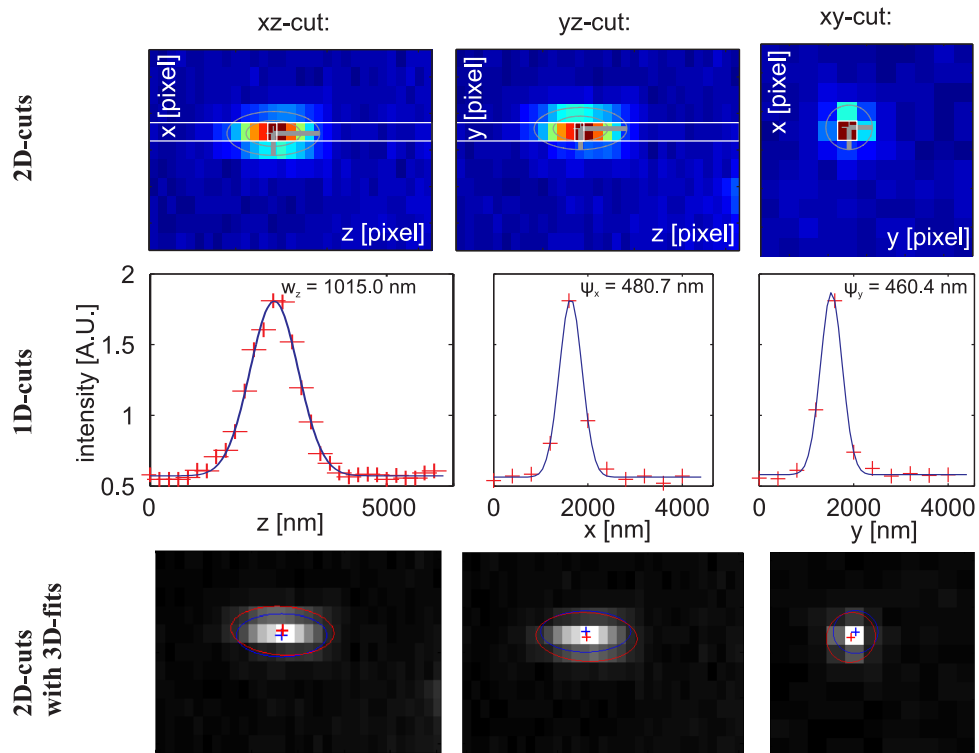 xz-cut:
yz-cut:
xy-cut:
2D-cuts
x [pixel]
z [pixel]
y [pixel]
z [pixel]
x [pixel]
y [pixel]
1D-cuts
intensity [A.U.]
2
1.5
1
0.5
w_z = 1015.0 nm
ψ_x = 480.7 nm
ψ_y = 460.4 nm
0 5000
0 2000 4000
0 2000 4000
z [nm]
x [nm]
y [nm]
2D-cuts
with 3D-fits